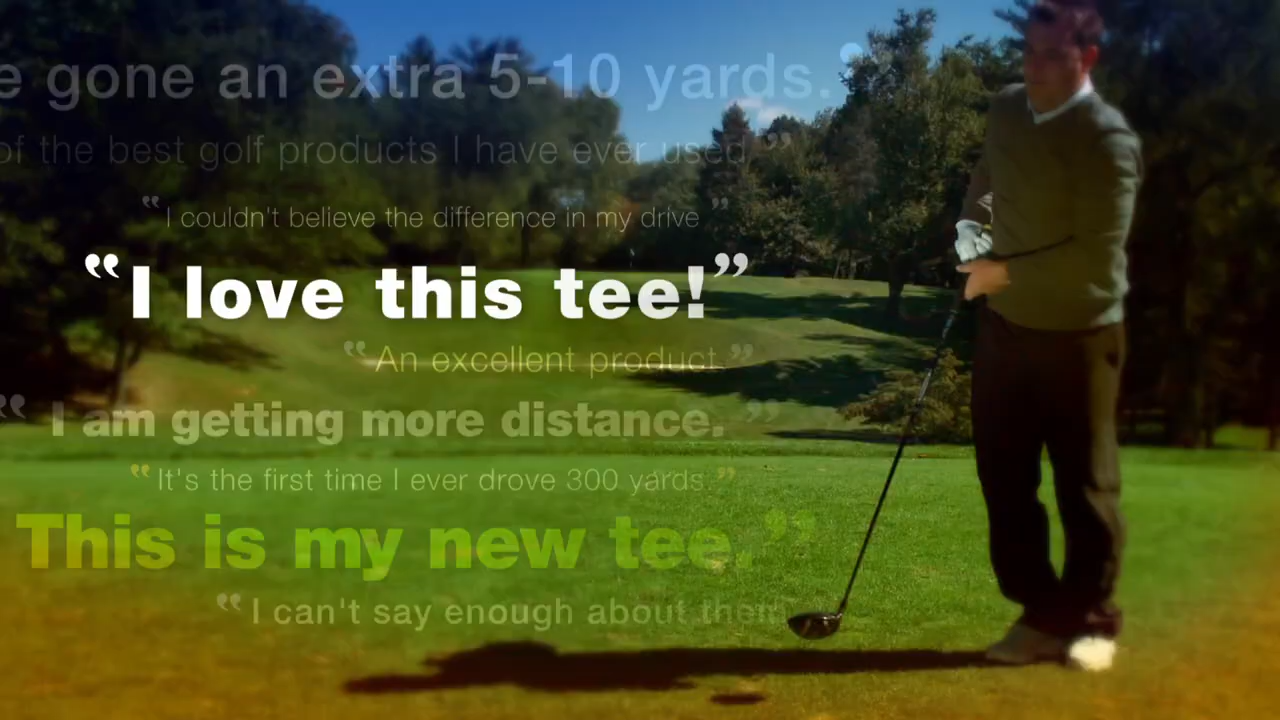 e gone an extra 5-10 yards.”
of the best golf products I have ever used”
“I couldn't believe the difference in my drive”
“I love this tee!”
“An excellent product.”
“I am getting more distance.”
“It's the first time I ever drove 300 yards”
This is my new tee.”
“I can't say enough about them